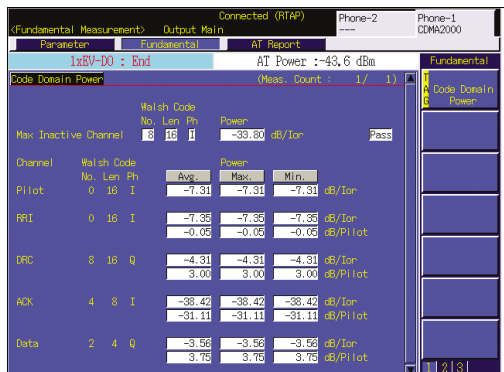 Connected (RTAP)
Phone-2
Phone-1
<Fundamental Measurement> Output Main
---
CDMA2000
Parameter Fundamental AT Report
1xEV-DO : End AT Power :-43.6 dBm Fundamental
Code Domain Power (Meas. Count : 1/ 1)
TAG Code Domain Power
Walsh Code
No. Len Ph Power
Max Inactive Channel 8 16 I -33.80 dB/Ior Pass
Channel Walsh Code Power
No. Len Ph Avg. Max. Min.
Pilot 0 16 I -7.31 -7.31 -7.31 dB/Ior
RRI 0 16 I -7.35 -7.35 -7.35 dB/Ior
-0.05 -0.05 -0.05 dB/Pilot
DRC 8 16 Q -4.31 -4.31 -4.31 dB/Ior
3.00 3.00 3.00 dB/Pilot
ACK 4 8 I -38.42 -38.42 -38.42 dB/Ior
-31.11 -31.11 -31.11 dB/Pilot
Data 2 4 Q -3.56 -3.56 -3.56 dB/Ior
3.75 3.75 3.75 dB/Pilot
1 2 3